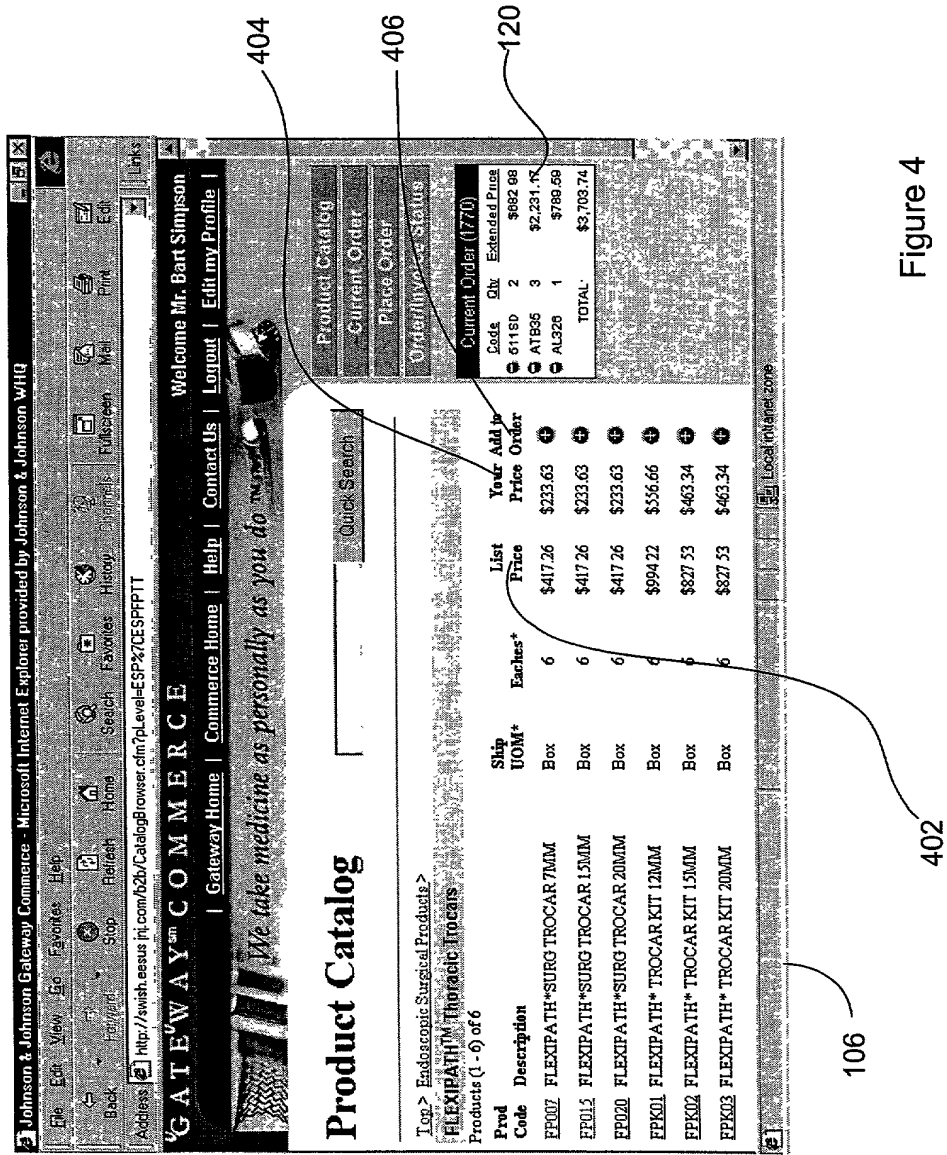 Johnson & Johnson Gateway Commerce - Microsoft Internet Explorer provided by Johnson & Johnson WHQ
File Edit View Go Favorites Help
Back Forward Stop Refresh Home Search Favorites History Channels Fullscreen Mail Print Edit
Address http://swish.eesus.jnj.com/b2b/CatalogBrowser.cfm?pLevel=ESP%7CESPFPTT Links
GATEWAY℠ COMMERCE Welcome Mr. Bart Simpson
| Gateway Home | Commerce Home | Help | Contact Us | Logout | Edit my Profile |
We take medicine as personally as you do
Product Catalog
Quick Search
Product Catalog
Current Order
Place Order
Order/Invoice Status
Top > Endoscopic Surgical Products >
FLEXIPATH™ Thoracic Trocars
Products (1 - 6) of 6
Prod Code Description Ship UOM* Eaches* List Price Your Price Add to Order
FP007 FLEXIPATH*SURG TROCAR 7MM Box 6 $417.26 $233.63 +
FP015 FLEXIPATH*SURG TROCAR 15MM Box 6 $417.26 $233.63 +
FP020 FLEXIPATH*SURG TROCAR 20MM Box 6 $417.26 $233.63 +
FPK01 FLEXIPATH* TROCAR KIT 12MM Box 6 $994.22 $556.66 +
FPK02 FLEXIPATH* TROCAR KIT 15MM Box 6 $827.53 $463.34 +
FPK03 FLEXIPATH* TROCAR KIT 20MM Box 6 $827.53 $463.34 +
Current Order (1770)
Code Qty Extended Price
511SD 2 $682.98
ATB35 3 $2,231.17
AL326 1 $789.59
TOTAL: $3,703.74
Local intranet zone
404
406
120
402
106
Figure 4